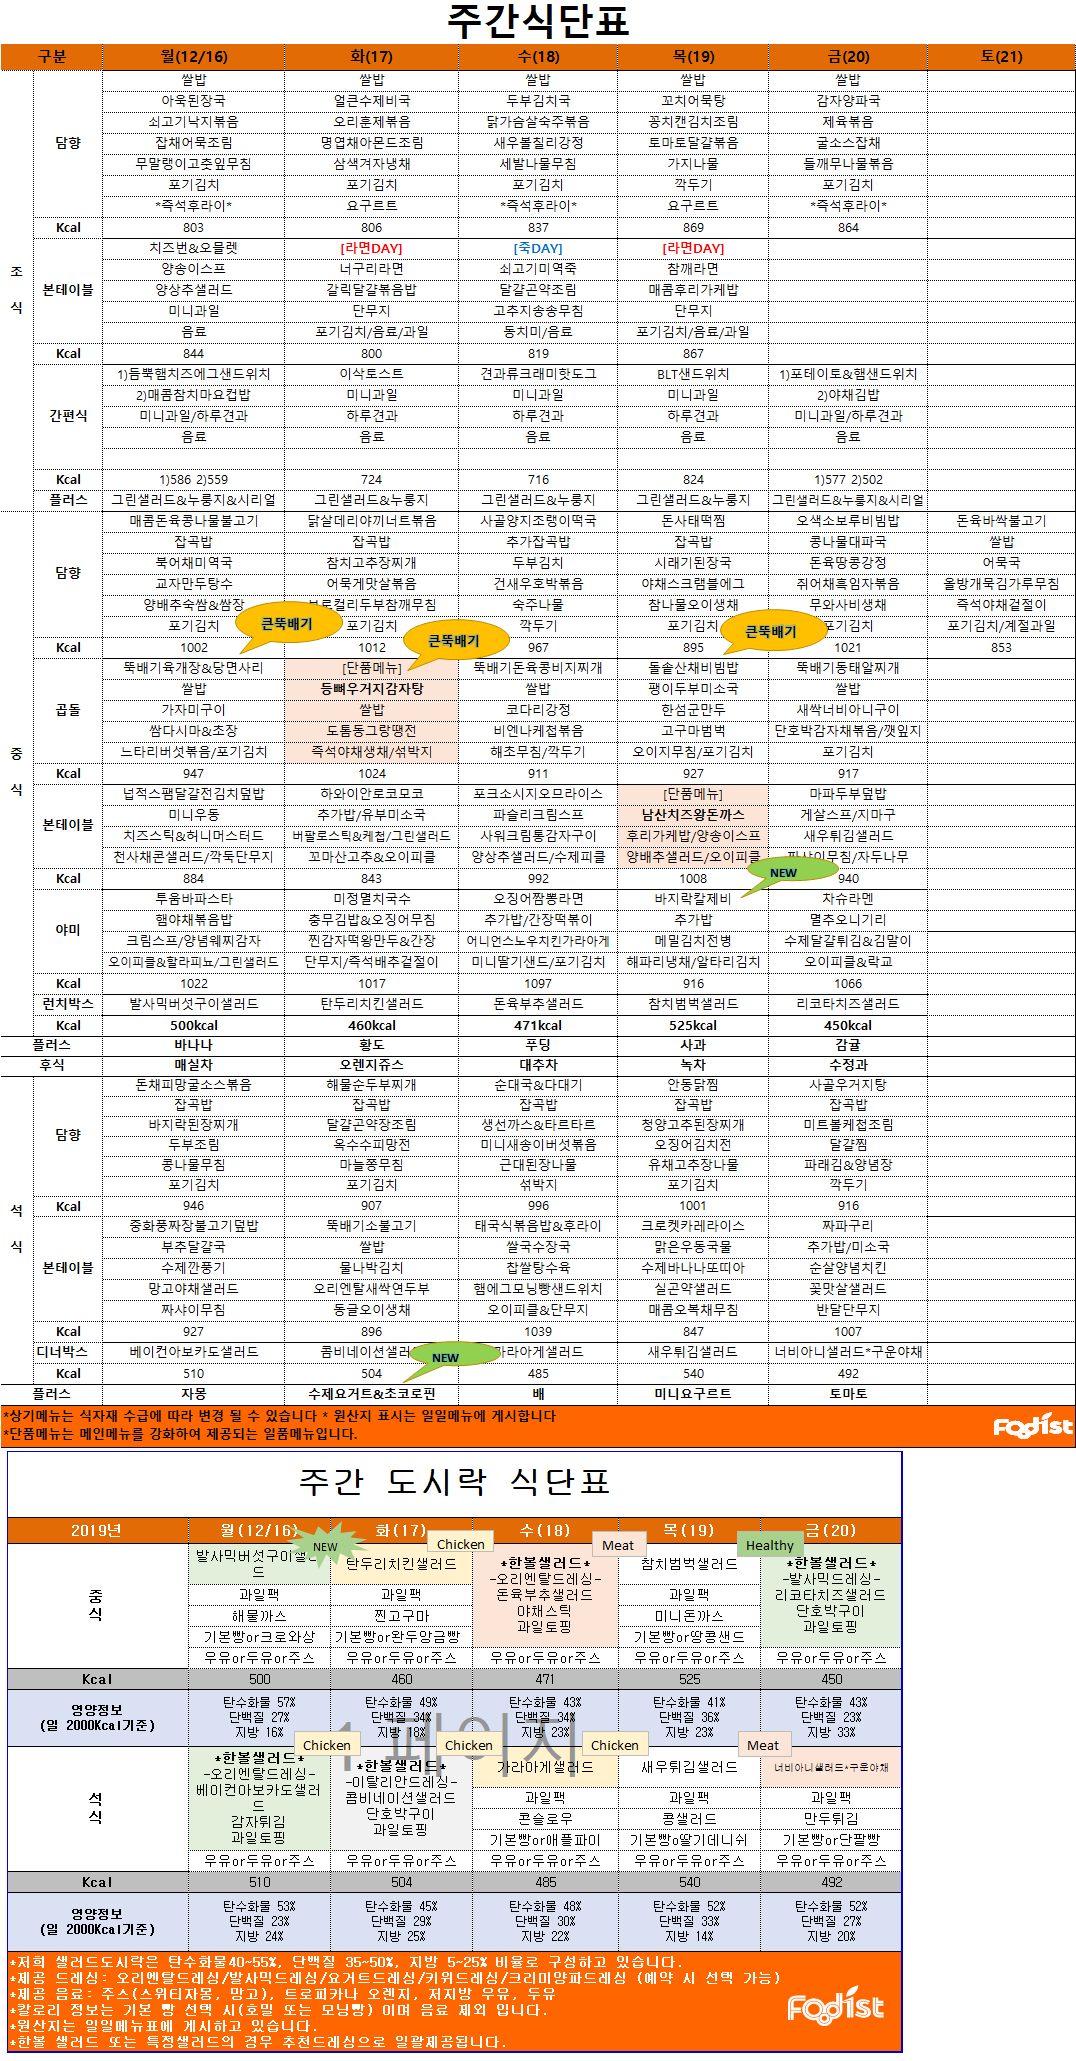 주간식단표
구분 월(12/16) 화(17) 수(18) 목(19) 금(20) 토(21)
쌀밥 쌀밥 쌀밥 쌀밥 쌀밥
아욱된장국 얼큰수제비국 두부김치국 꼬치어묵탕 감자양파국
쇠고기낙지볶음 오리훈제볶음 닭가슴살숙주볶음 꽁치캔김치조림 제육볶음
담향 잡채어묵조림 명엽채아몬드조림 새우볼칠리강정 토마토달걀볶음 굴소스잡채
무말랭이고춧잎무침 삼색겨자냉채 세발나물무침 가지나물 들깨무나물볶음
포기김치 포기김치 포기김치 깍두기 포기김치
*즉석후라이* 요구르트 *즉석후라이* 요구르트 *즉석후라이*
Kcal 803 806 837 869 864
치즈번&오믈렛 [라면DAY] [죽DAY] [라면DAY]
조 양송이스프 너구리라면 쇠고기미역죽 참깨라면
본테이블 양상추샐러드 갈릭달걀볶음밥 달걀곤약조림 매콤후리가케밥
식 미니과일 단무지 고추지송송무침 단무지
음료 포기김치/음료/과일 동치미/음료 포기김치/음료/과일
Kcal 844 800 819 867
1)듬뿍햄치즈에그샌드위치 이삭토스트 견과류크래미핫도그 BLT샌드위치 1)포테이토&햄샌드위치
2)매콤참치마요컵밥 미니과일 미니과일 미니과일 2)야채김밥
간편식 미니과일/하루견과 하루견과 하루견과 하루견과 미니과일/하루견과
음료 음료 음료 음료 음료
Kcal 1)586 2)559 724 716 824 1)577 2)502
플러스 그린샐러드&누룽지&시리얼 그린샐러드&누룽지 그린샐러드&누룽지 그린샐러드&누룽지 그린샐러드&누룽지&시리얼
매콤돈육콩나물불고기 닭살데리야끼너트볶음 사골양지조랭이떡국 돈사태떡찜 오색소보루비빔밥 돈육바싹불고기
잡곡밥 잡곡밥 추가잡곡밥 잡곡밥 콩나물대파국 쌀밥
북어채미역국 참치고추장찌개 두부김치 시래기된장국 돈육땅콩강정 어묵국
담향 교자만두탕수 어묵게맛살볶음 건새우호박볶음 야채스크램블에그 쥐어채흑임자볶음 올방개묵김가루무침
양배추숙쌈&쌈장 브로컬리두부참깨무침 숙주나물 참나물오이생채 무와사비생채 즉석야채겉절이
포기김치 큰뚝배기 포기김치 큰뚝배기 깍두기 포기김치 큰뚝배기 포기김치 포기김치/계절과일
Kcal 1002 1012 967 895 1021 853
뚝배기육개장&당면사리 [단품메뉴] 뚝배기돈육콩비지찌개 돌솥산채비빔밥 뚝배기동태알찌개
쌀밥 등뼈우거지감자탕 쌀밥 팽이두부미소국 쌀밥
곱돌 가자미구이 쌀밥 코다리강정 한섬군만두 새싹너비아니구이
쌈다시마&초장 도톰동그랑땡전 비엔나케첩볶음 고구마범벅 단호박감자채볶음/깻잎지
중 느타리버섯볶음/포기김치 즉석야채생채/섞박지 해초무침/깍두기 오이지무침/포기김치 포기김치
Kcal 947 1024 911 927 917
식 넙적스팸달걀전김치덮밥 하와이안로코모코 포크소시지오므라이스 [단품메뉴] 마파두부덮밥
미니우동 추가밥/유부미소국 파슬리크림스프 남산치즈왕돈까스 게살스프/지마구
본테이블 치즈스틱&허니머스터드 버팔로스틱&케첩/그린샐러드 사워크림통감자구이 후리가케밥/양송이스프 새우튀김샐러드
천사채콘샐러드/깍둑단무지 꼬마산고추&오이피클 양상추샐러드/수제피클 양배추샐러드/오이피클 짜샤이무침/자두나무
Kcal 884 843 992 1008 NEW 940
투움바파스타 미정멸치국수 오징어짬뽕라면 바지락칼제비 차슈라멘
햄야채볶음밥 충무김밥&오징어무침 추가밥/간장떡볶이 추가밥 멸추오니기리
야미 크림스프/양념웨찌감자 찐감자떡왕만두&간장 어니언스노우치킨가라아게 메밀김치전병 수제달걀튀김&김말이
오이피클&할라피뇨/그린샐러드 단무지/즉석배추겉절이 미니딸기샌드/포기김치 해파리냉채/알타리김치 오이피클&락교
Kcal 1022 1017 1097 916 1066
런치박스 발사믹버섯구이샐러드 탄두리치킨샐러드 돈육부추샐러드 참치범벅샐러드 리코타치즈샐러드
Kcal 500kcal 460kcal 471kcal 525kcal 450kcal
플러스 바나나 황도 푸딩 사과 감귤
후식 매실차 오렌지쥬스 대추차 녹차 수정과
돈채피망굴소스볶음 해물순두부찌개 순대국&다대기 안동닭찜 사골우거지탕
잡곡밥 잡곡밥 잡곡밥 잡곡밥 잡곡밥
담향 바지락된장찌개 달걀곤약장조림 생선까스&타르타르 청양고추된장찌개 미트볼케첩조림
두부조림 옥수수피망전 미니새송이버섯볶음 오징어김치전 달걀찜
콩나물무침 마늘쫑무침 근대된장나물 유채고추장나물 파래김&양념장
포기김치 포기김치 섞박지 포기김치 깍두기
석 Kcal 946 907 996 1001 916
중화풍짜장불고기덮밥 뚝배기소불고기 태국식볶음밥&후라이 크로켓카레라이스 짜파구리
식 부추달걀국 쌀밥 쌀국수장국 맑은우동국물 추가밥/미소국
본테이블 수제깐풍기 물나박김치 찹쌀탕수육 수제바나나또띠아 순살양념치킨
망고야채샐러드 오리엔탈새싹연두부 햄에그모닝빵샌드위치 실곤약샐러드 꽃맛살샐러드
짜샤이무침 동글오이생채 오이피클&단무지 매콤오복채무침 반달단무지
Kcal 927 896 1039 847 1007
디너박스 베이컨아보카도샐러드 콤비네이션샐러드 NEW 가라아게샐러드 새우튀김샐러드 너비아니샐러드*구운야채
Kcal 510 504 485 540 492
플러스 자몽 수제요거트&초코로핀 배 미니요구르트 토마토
*상기메뉴는 식자재 수급에 따라 변경 될 수 있습니다 * 원산지 표시는 일일메뉴에 게시합니다
*단품메뉴는 메인메뉴를 강화하여 제공되는 일품메뉴입니다.
Fodist
주간 도시락 식단표
2019년 월(12/16) 화(17) 수(18) 목(19) 금(20)
NEW Chicken Meat Healthy
발사믹버섯구이샐러드 탄두리치킨샐러드 *한볼샐러드* 참치범벅샐러드 *한볼샐러드*
-오리엔탈드레싱- -발사믹드레싱-
중 과일팩 과일팩 돈육부추샐러드 과일팩 리코타치즈샐러드
식 해물까스 찐고구마 야채스틱 미니돈까스 단호박구이
기본빵or크로와상 기본빵or완두앙금빵 과일토핑 기본빵or땅콩샌드 과일토핑
우유or두유or주스 우유or두유or주스 우유or두유or주스 우유or두유or주스 우유or두유or주스
Kcal 500 460 471 525 450
영양정보 탄수화물 57% 탄수화물 49% 탄수화물 43% 탄수화물 41% 탄수화물 43%
(일 2000Kcal기준) 단백질 27% 단백질 34% 단백질 34% 단백질 36% 단백질 23%
지방 16% 지방 18% 지방 23% 지방 23% 지방 33%
1 페이지
Chicken Chicken Chicken Meat
*한볼샐러드* *한볼샐러드* 가라아게샐러드 새우튀김샐러드 너비아니샐러드*구운야채
-오리엔탈드레싱- -이탈리안드레싱-
석 베이컨아보카도샐러드 콤비네이션샐러드 과일팩 과일팩 과일팩
식 감자튀김 단호박구이 콘슬로우 콩샐러드 만두튀김
과일토핑 과일토핑 기본빵or애플파이 기본빵o딸기데니쉬 기본빵or단팥빵
우유or두유or주스 우유or두유or주스 우유or두유or주스 우유or두유or주스 우유or두유or주스
Kcal 510 504 485 540 492
영양정보 탄수화물 53% 탄수화물 45% 탄수화물 48% 탄수화물 52% 탄수화물 52%
(일 2000Kcal기준) 단백질 23% 단백질 29% 단백질 30% 단백질 33% 단백질 27%
지방 24% 지방 25% 지방 22% 지방 14% 지방 20%
*저희 샐러드도시락은 탄수화물40~55%, 단백질 35~50%, 지방 5~25% 비율로 구성하고 있습니다.
*제공 드레싱: 오리엔탈드레싱/발사믹드레싱/요거트드레싱/키위드레싱/크리미양파드레싱 (예약 시 선택 가능)
*제공 음료: 주스(스위티자몽, 망고), 트로피카나 오렌지, 저지방 우유, 두유
*칼로리 정보는 기본 빵 선택 시(호밀 또는 모닝빵) 이며 음료 제외 입니다.
*원산지는 일일메뉴표에 게시하고 있습니다.
*한볼 샐러드 또는 특정샐러드의 경우 추천드레싱으로 일괄제공됩니다.
Fodist